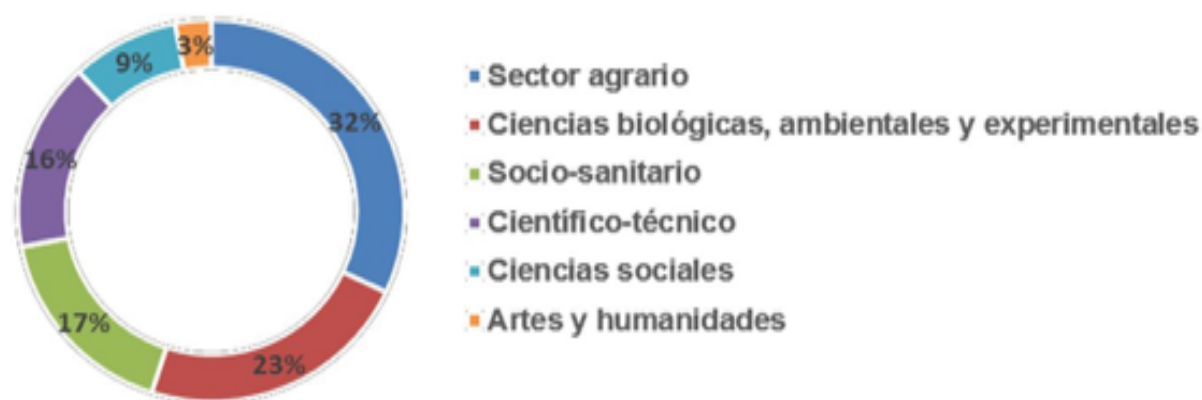 3%
9%
32%
16%
17%
23%
Sector agrario
Ciencias biológicas, ambientales y experimentales
Socio-sanitario
Científico-técnico
Ciencias sociales
Artes y humanidades